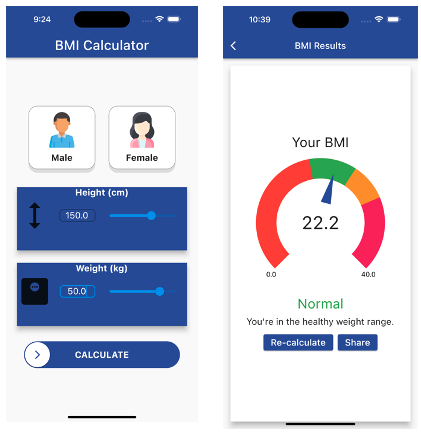 9:24
BMI Calculator
Male
Female
Height (cm)
150.0
Weight (kg)
50.0
CALCULATE
10:39
BMI Results
Your BMI
22.2
0.0
40.0
Normal
You're in the healthy weight range.
Re-calculate
Share